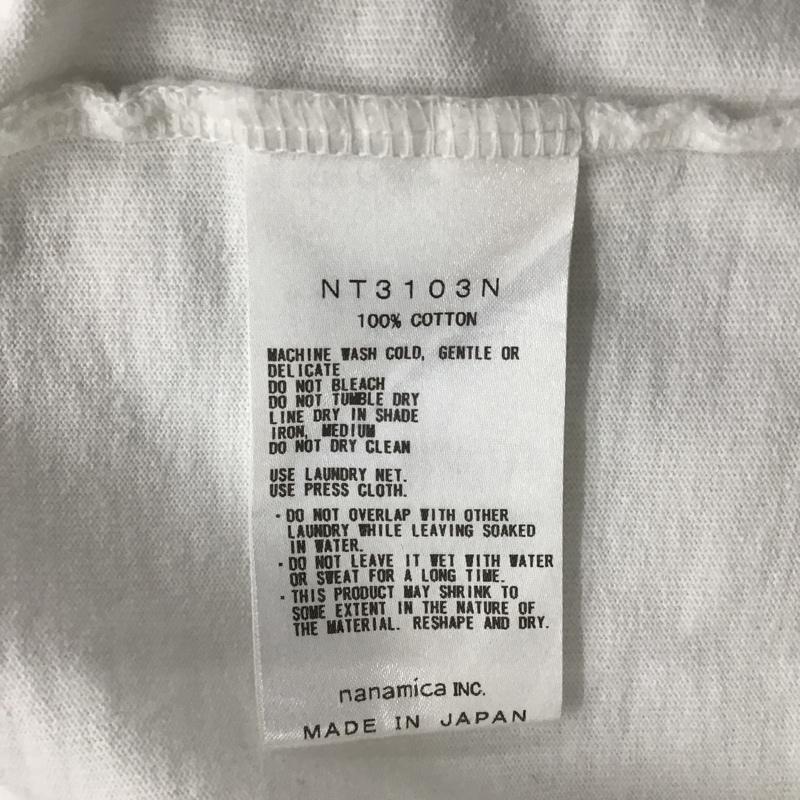 NT3103N
100% COTTON
MACHINE WASH COLD, GENTLE OR
DELICATE
DO NOT BLEACH
DO NOT TUMBLE DRY
LINE DRY IN SHADE
IRON, MEDIUM
DO NOT DRY CLEAN
USE LAUNDRY NET.
USE PRESS CLOTH.
・DO NOT OVERLAP WITH OTHER
LAUNDRY WHILE LEAVING SOAKED
IN WATER.
・DO NOT LEAVE IT WET WITH WATER
OR SWEAT FOR A LONG TIME.
・THIS PRODUCT MAY SHRINK TO
SOME EXTENT IN THE NATURE OF
THE MATERIAL. RESHAPE AND DRY.
nanamica INC.
MADE IN JAPAN